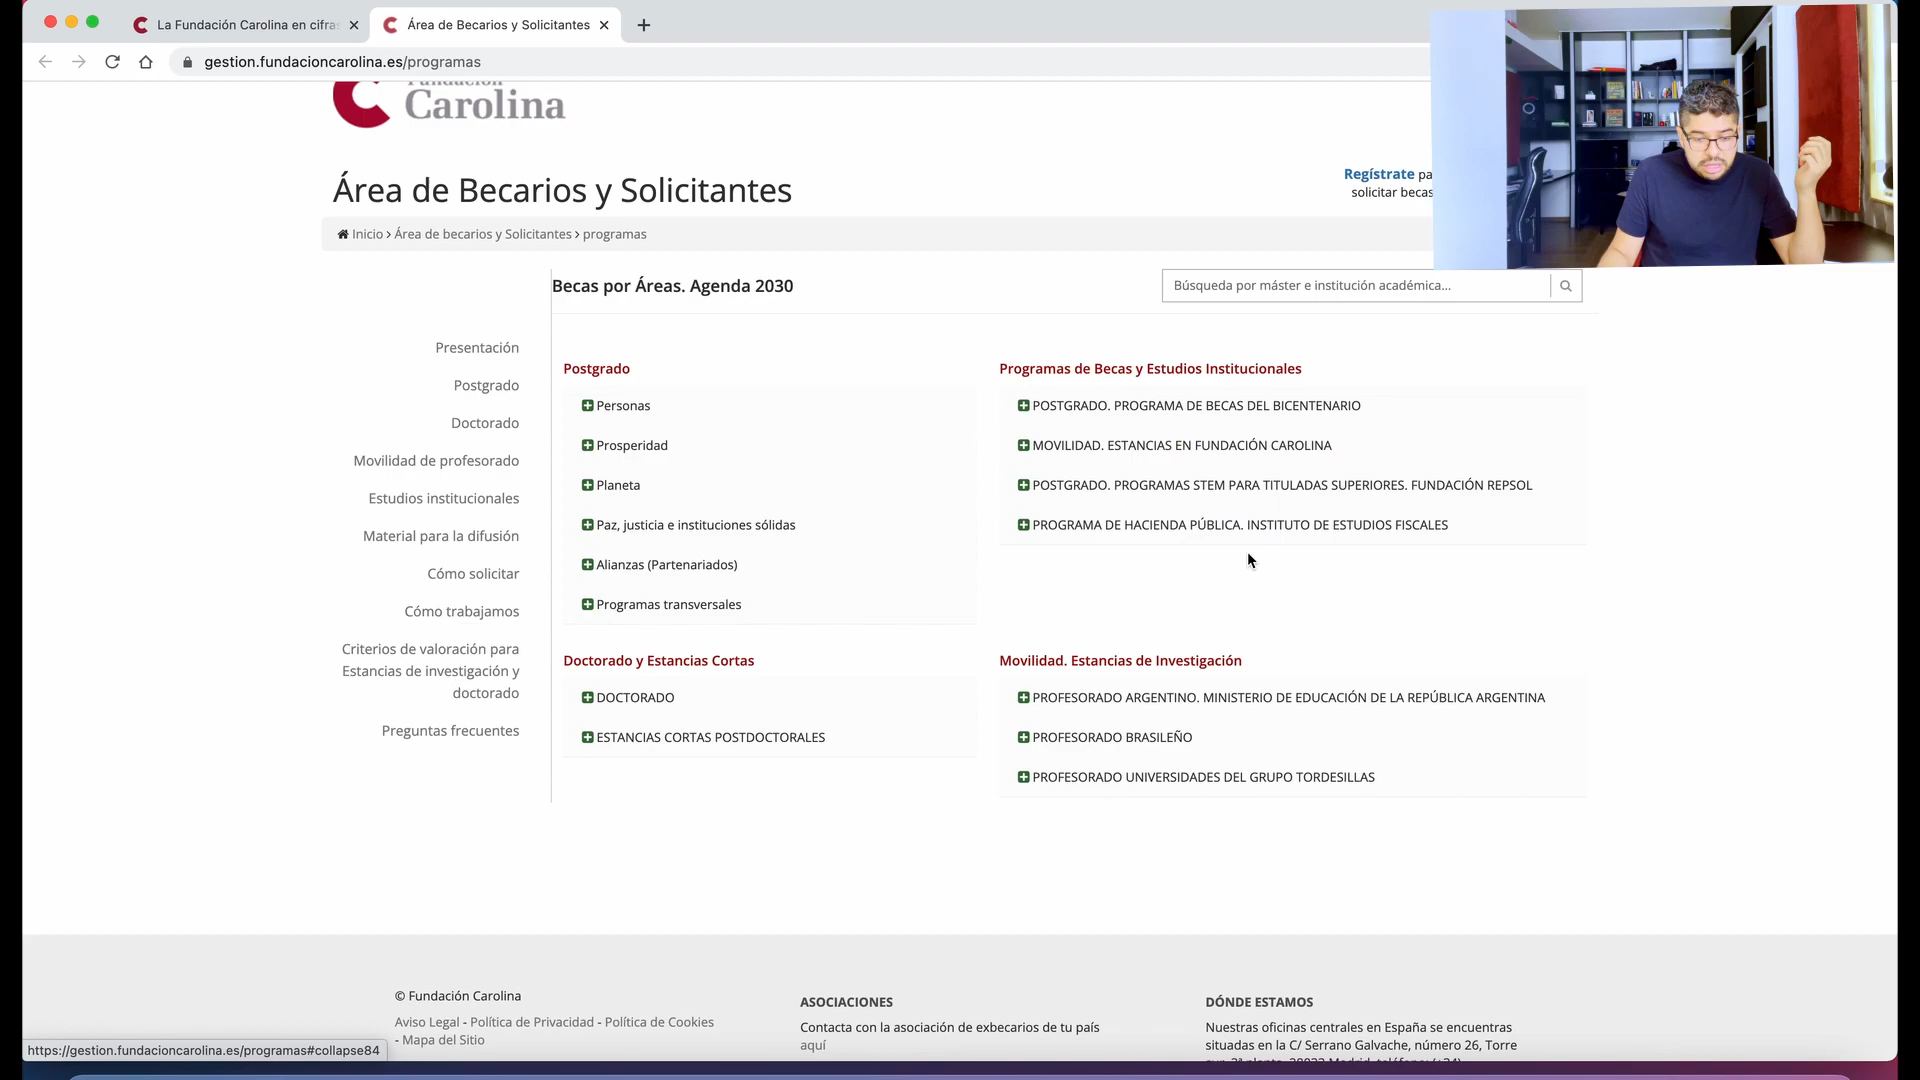 La Fundación Carolina en cifras
Área de Becarios y Solicitantes
gestion.fundacioncarolina.es/programas
Fundación
Carolina
Área de Becarios y Solicitantes
Regístrate
solicitar becas
Inicio > Área de becarios y Solicitantes > programas
Becas por Áreas. Agenda 2030
Búsqueda por máster e institución académica...
Presentación
Postgrado
Doctorado
Movilidad de profesorado
Estudios institucionales
Material para la difusión
Cómo solicitar
Cómo trabajamos
Criterios de valoración para
Estancias de investigación y
doctorado
Preguntas frecuentes
Postgrado
Personas
Prosperidad
Planeta
Paz, justicia e instituciones sólidas
Alianzas (Partenariados)
Programas transversales
Programas de Becas y Estudios Institucionales
POSTGRADO. PROGRAMA DE BECAS DEL BICENTENARIO
MOVILIDAD. ESTANCIAS EN FUNDACIÓN CAROLINA
POSTGRADO. PROGRAMAS STEM PARA TITULADAS SUPERIORES. FUNDACIÓN REPSOL
PROGRAMA DE HACIENDA PÚBLICA. INSTITUTO DE ESTUDIOS FISCALES
Doctorado y Estancias Cortas
DOCTORADO
ESTANCIAS CORTAS POSTDOCTORALES
Movilidad. Estancias de Investigación
PROFESORADO ARGENTINO. MINISTERIO DE EDUCACIÓN DE LA REPÚBLICA ARGENTINA
PROFESORADO BRASILEÑO
PROFESORADO UNIVERSIDADES DEL GRUPO TORDESILLAS
© Fundación Carolina
Aviso Legal - Política de Privacidad - Política de Cookies
- Mapa del Sitio
ASOCIACIONES
Contacta con la asociación de exbecarios de tu país
aquí
DÓNDE ESTAMOS
Nuestras oficinas centrales en España se encuentras
situadas en la C/ Serrano Galvache, número 26, Torre
https://gestion.fundacioncarolina.es/programas#collapse84